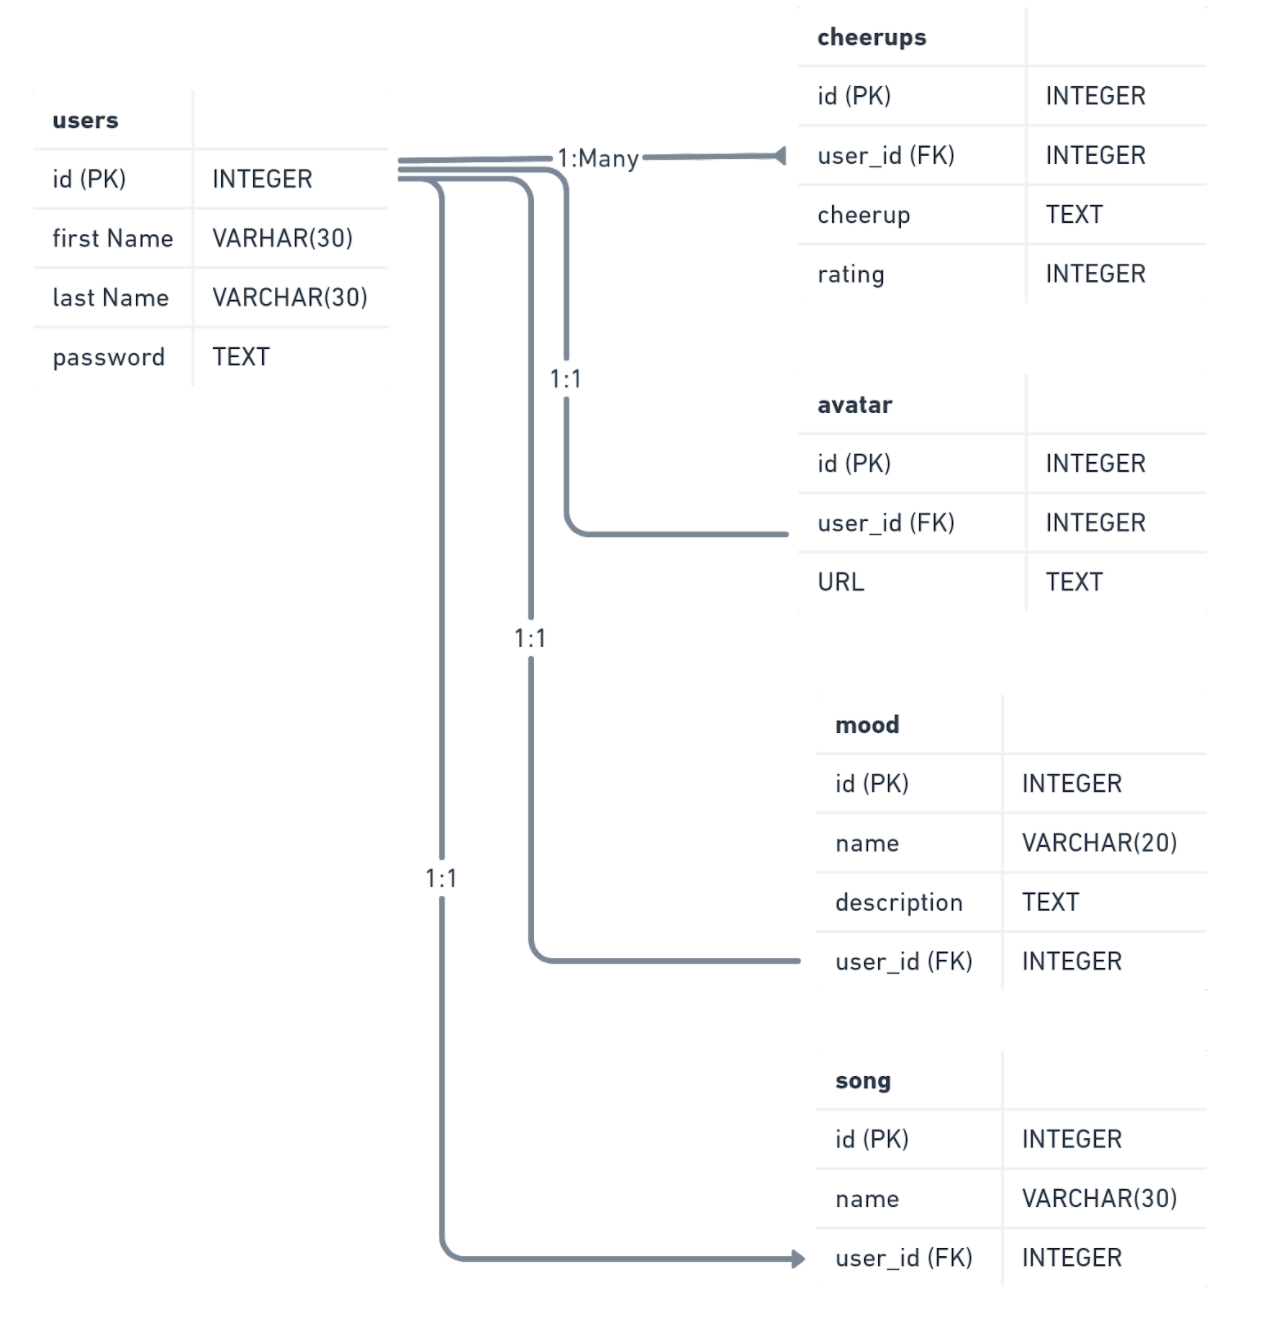 users
id (PK) INTEGER
first Name VARHAR(30)
last Name VARCHAR(30)
password TEXT
1:Many
1:1
1:1
1:1
cheerups
id (PK) INTEGER
user_id (FK) INTEGER
cheerup TEXT
rating INTEGER
avatar
id (PK) INTEGER
user_id (FK) INTEGER
URL TEXT
mood
id (PK) INTEGER
name VARCHAR(20)
description TEXT
user_id (FK) INTEGER
song
id (PK) INTEGER
name VARCHAR(30)
user_id (FK) INTEGER